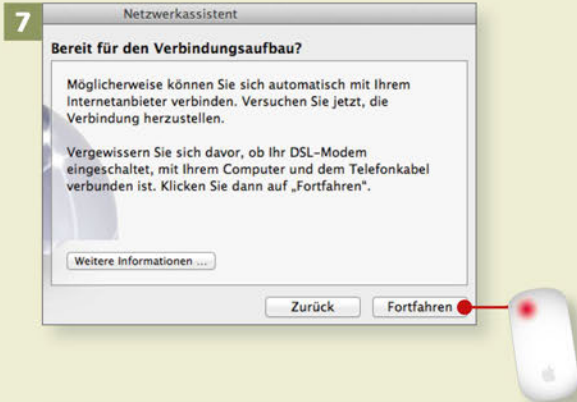 7
Netzwerkassistent
Bereit für den Verbindungsaufbau?
Möglicherweise können Sie sich automatisch mit Ihrem
Internetanbieter verbinden. Versuchen Sie jetzt, die
Verbindung herzustellen.
Vergewissern Sie sich davor, ob Ihr DSL-Modem
eingeschaltet, mit Ihrem Computer und dem Telefonkabel
verbunden ist. Klicken Sie dann auf „Fortfahren“.
Weitere Informationen ...
Zurück
Fortfahren